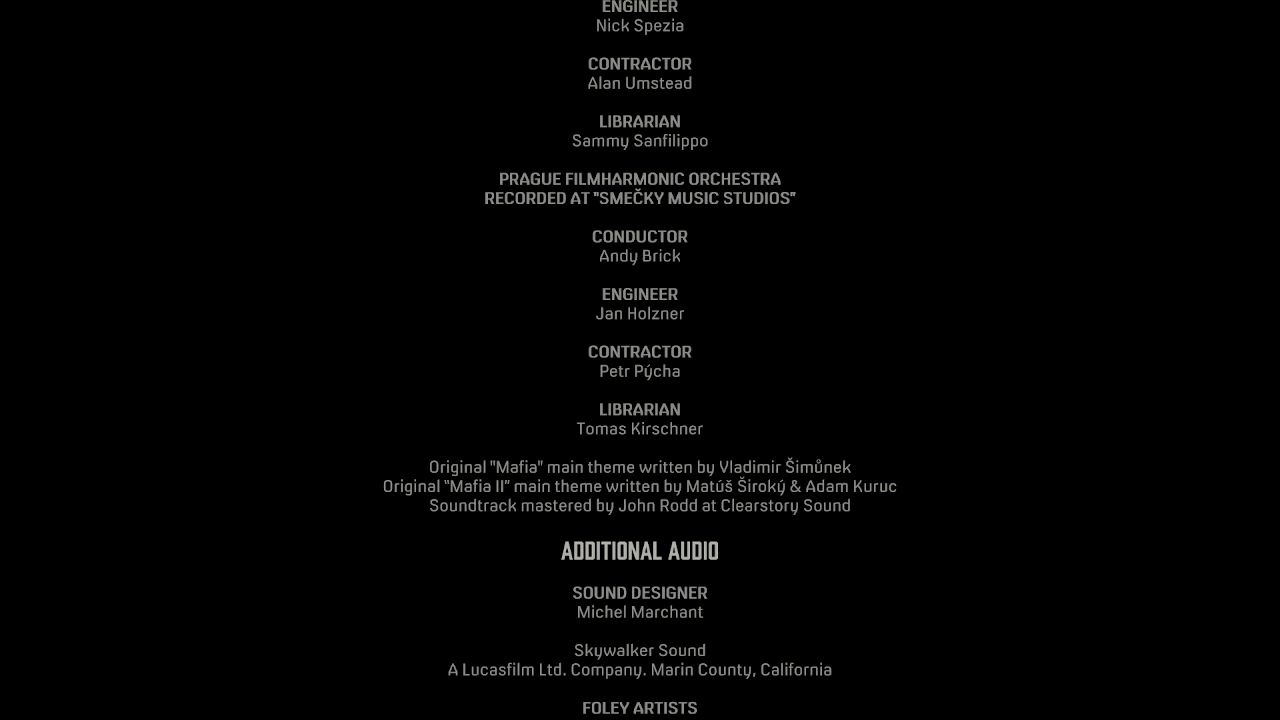 ENGINEER
Nick Spezia
CONTRACTOR
Alan Umstead
LIBRARIAN
Sammy Sanfilippo
PRAGUE FILMHARMONIC ORCHESTRA
RECORDED AT "SMEČKY MUSIC STUDIOS"
CONDUCTOR
Andy Brick
ENGINEER
Jan Holzner
CONTRACTOR
Petr Pýcha
LIBRARIAN
Tomas Kirschner
Original "Mafia" main theme written by Vladimir Šimůnek
Original "Mafia II" main theme written by Matúš Široký & Adam Kuruc
Soundtrack mastered by John Rodd at Clearstory Sound
ADDITIONAL AUDIO
SOUND DESIGNER
Michel Marchant
Skywalker Sound
A Lucasfilm Ltd. Company. Marin County, California
FOLEY ARTISTS